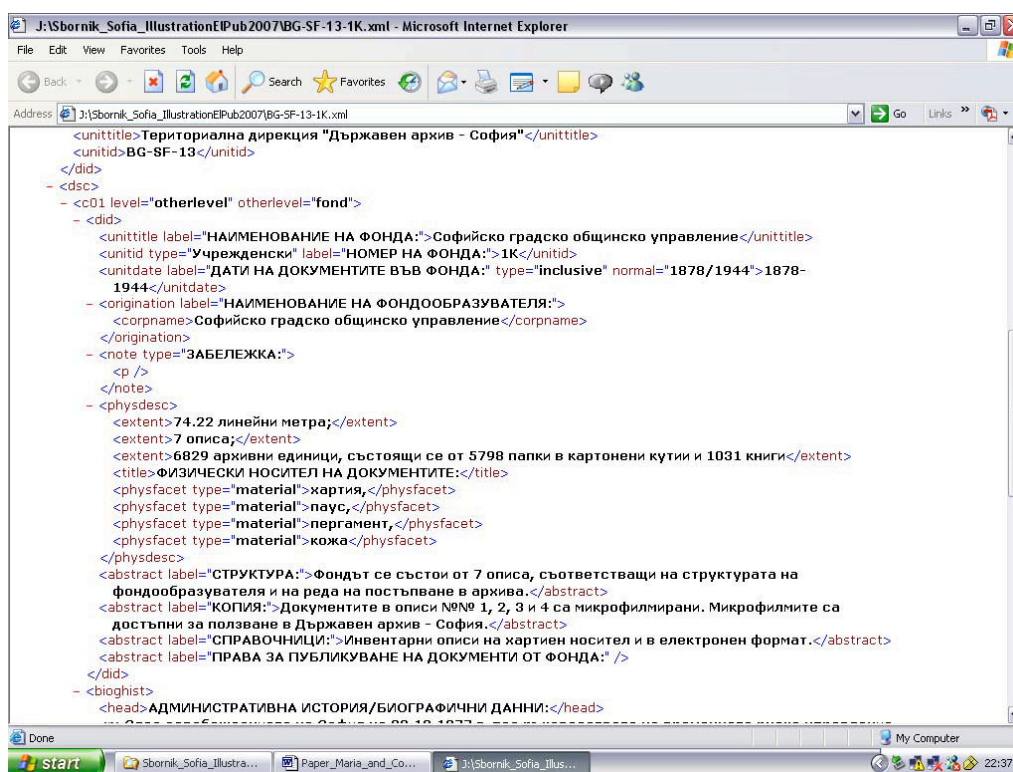 J:\Sbornik_Sofia_IllustrationElPub2007\BG-SF-13-1K.xml - Microsoft Internet Explorer
File Edit View Favorites Tools Help
Back Search Favorites
Address J:\Sbornik_Sofia_IllustrationElPub2007\BG-SF-13-1K.xml Go Links »
<unittitle>Териториална дирекция "Държавен архив - София"</unittitle>
<unitid>BG-SF-13</unitid>
</did>
- <dsc>
- <c01 level="otherlevel" otherlevel="fond">
- <did>
<unittitle label="НАИМЕНОВАНИЕ НА ФОНДА:">Софийско градско общинско управление</unittitle>
<unitid type="Учрежденски" label="НОМЕР НА ФОНДА:">1К</unitid>
<unitdate label="ДАТИ НА ДОКУМЕНТИТЕ ВЪВ ФОНДА:" type="inclusive" normal="1878/1944">1878-
1944</unitdate>
- <origination label="НАИМЕНОВАНИЕ НА ФОНДООБРАЗУВАТЕЛЯ:">
<corpname>Софийско градско общинско управление</corpname>
</origination>
- <note type="ЗАБЕЛЕЖКА:">
<p />
</note>
- <physdesc>
<extent>74.22 линейни метра;</extent>
<extent>7 описа;</extent>
<extent>6829 архивни единици, състоящи се от 5798 папки в картонени кутии и 1031 книги</extent>
<title>ФИЗИЧЕСКИ НОСИТЕЛ НА ДОКУМЕНТИТЕ:</title>
<physfacet type="material">хартия,</physfacet>
<physfacet type="material">паус,</physfacet>
<physfacet type="material">пергамент,</physfacet>
<physfacet type="material">кожа</physfacet>
</physdesc>
<abstract label="СТРУКТУРА:">Фондът се състои от 7 описа, съответстващи на структурата на
фондообразувателя и на реда на постъпване в архива.</abstract>
<abstract label="КОПИЯ:">Документите в описи №№ 1, 2, 3 и 4 са микрофилмирани. Микрофилмите са
достъпни за ползване в Държавен архив - София.</abstract>
<abstract label="СПРАВОЧНИЦИ:">Инвентарни описи на хартиен носител и в електронен формат.</abstract>
<abstract label="ПРАВА ЗА ПУБЛИКУВАНЕ НА ДОКУМЕНТИ ОТ ФОНДА:" />
</did>
- <bioghist>
<head>АДМИНИСТРАТИВНА ИСТОРИЯ/БИОГРАФИЧНИ ДАННИ:</head>
Done My Computer
start Sbornik_Sofia_Illustra... Paper_Maria_and_Co... J:\Sbornik_Sofia_Illus... 22:37